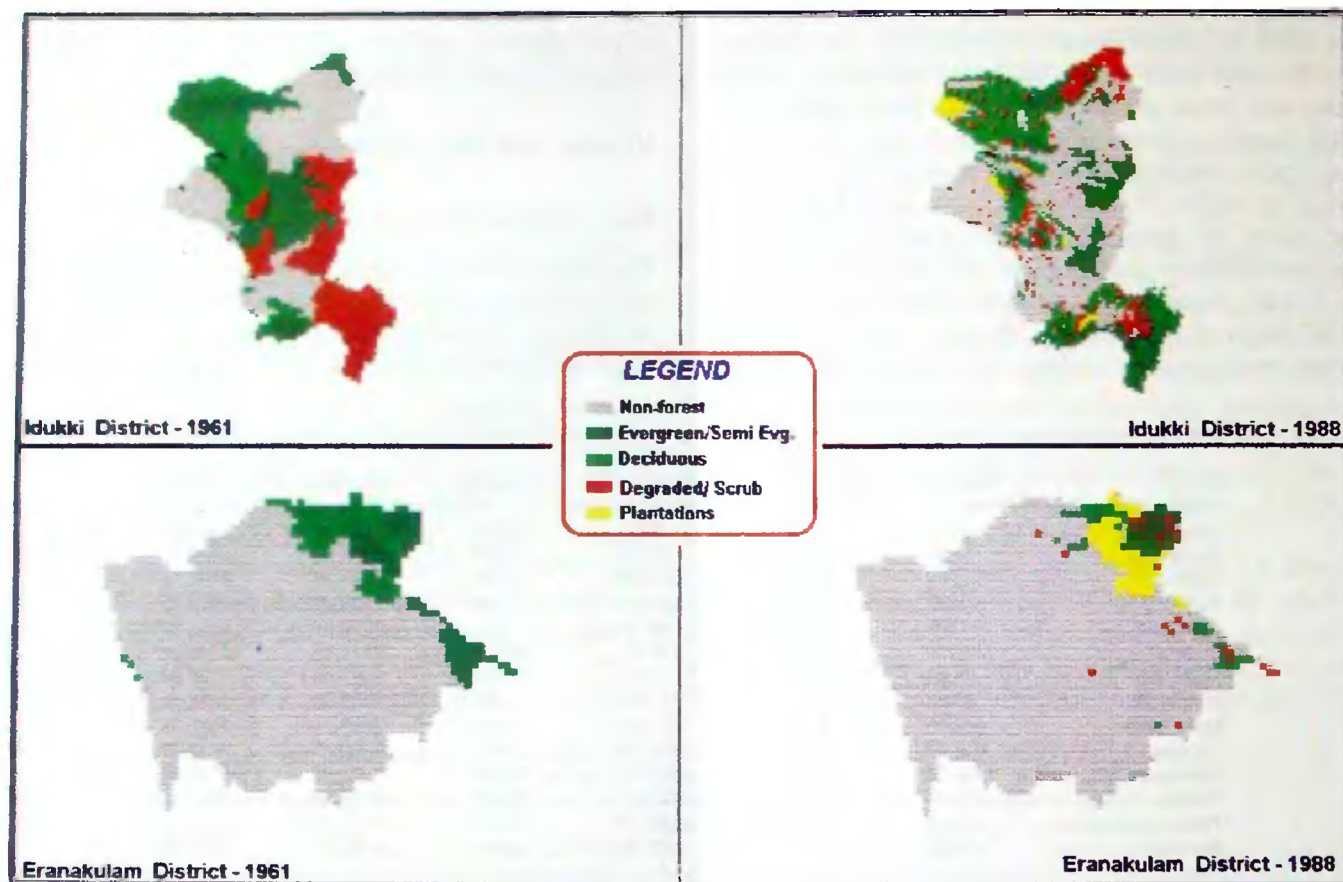 Idukki District - 1961
Idukki District - 1988
LEGEND
Non-forest
Evergreen/Semi Evg.
Deciduous
Degraded/ Scrub
Plantations
Eranakulam District - 1961
Eranakulam District - 1988